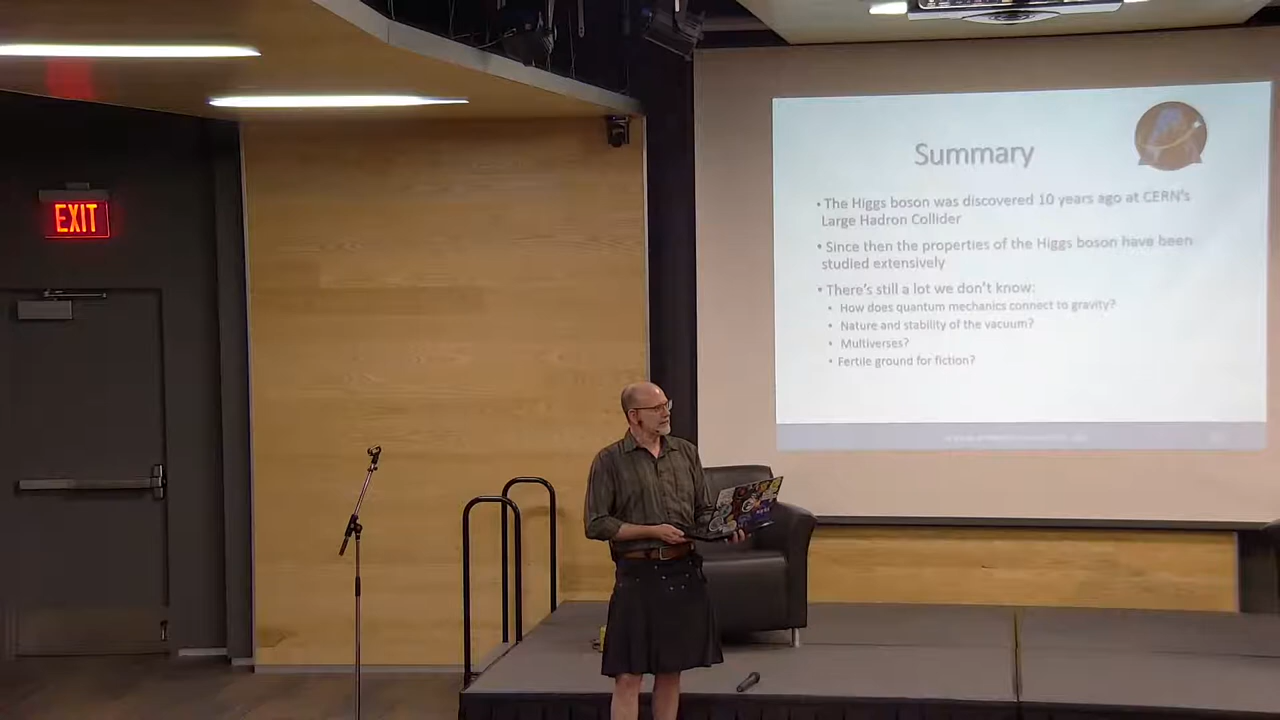 EXIT
Summary
• The Higgs boson was discovered 10 years ago at CERN's
Large Hadron Collider
• Since then the properties of the Higgs boson have been
studied extensively
• There's still a lot we don't know:
• How does quantum mechanics connect to gravity?
• Nature and stability of the vacuum?
• Multiverses?
• Fertile ground for fiction?